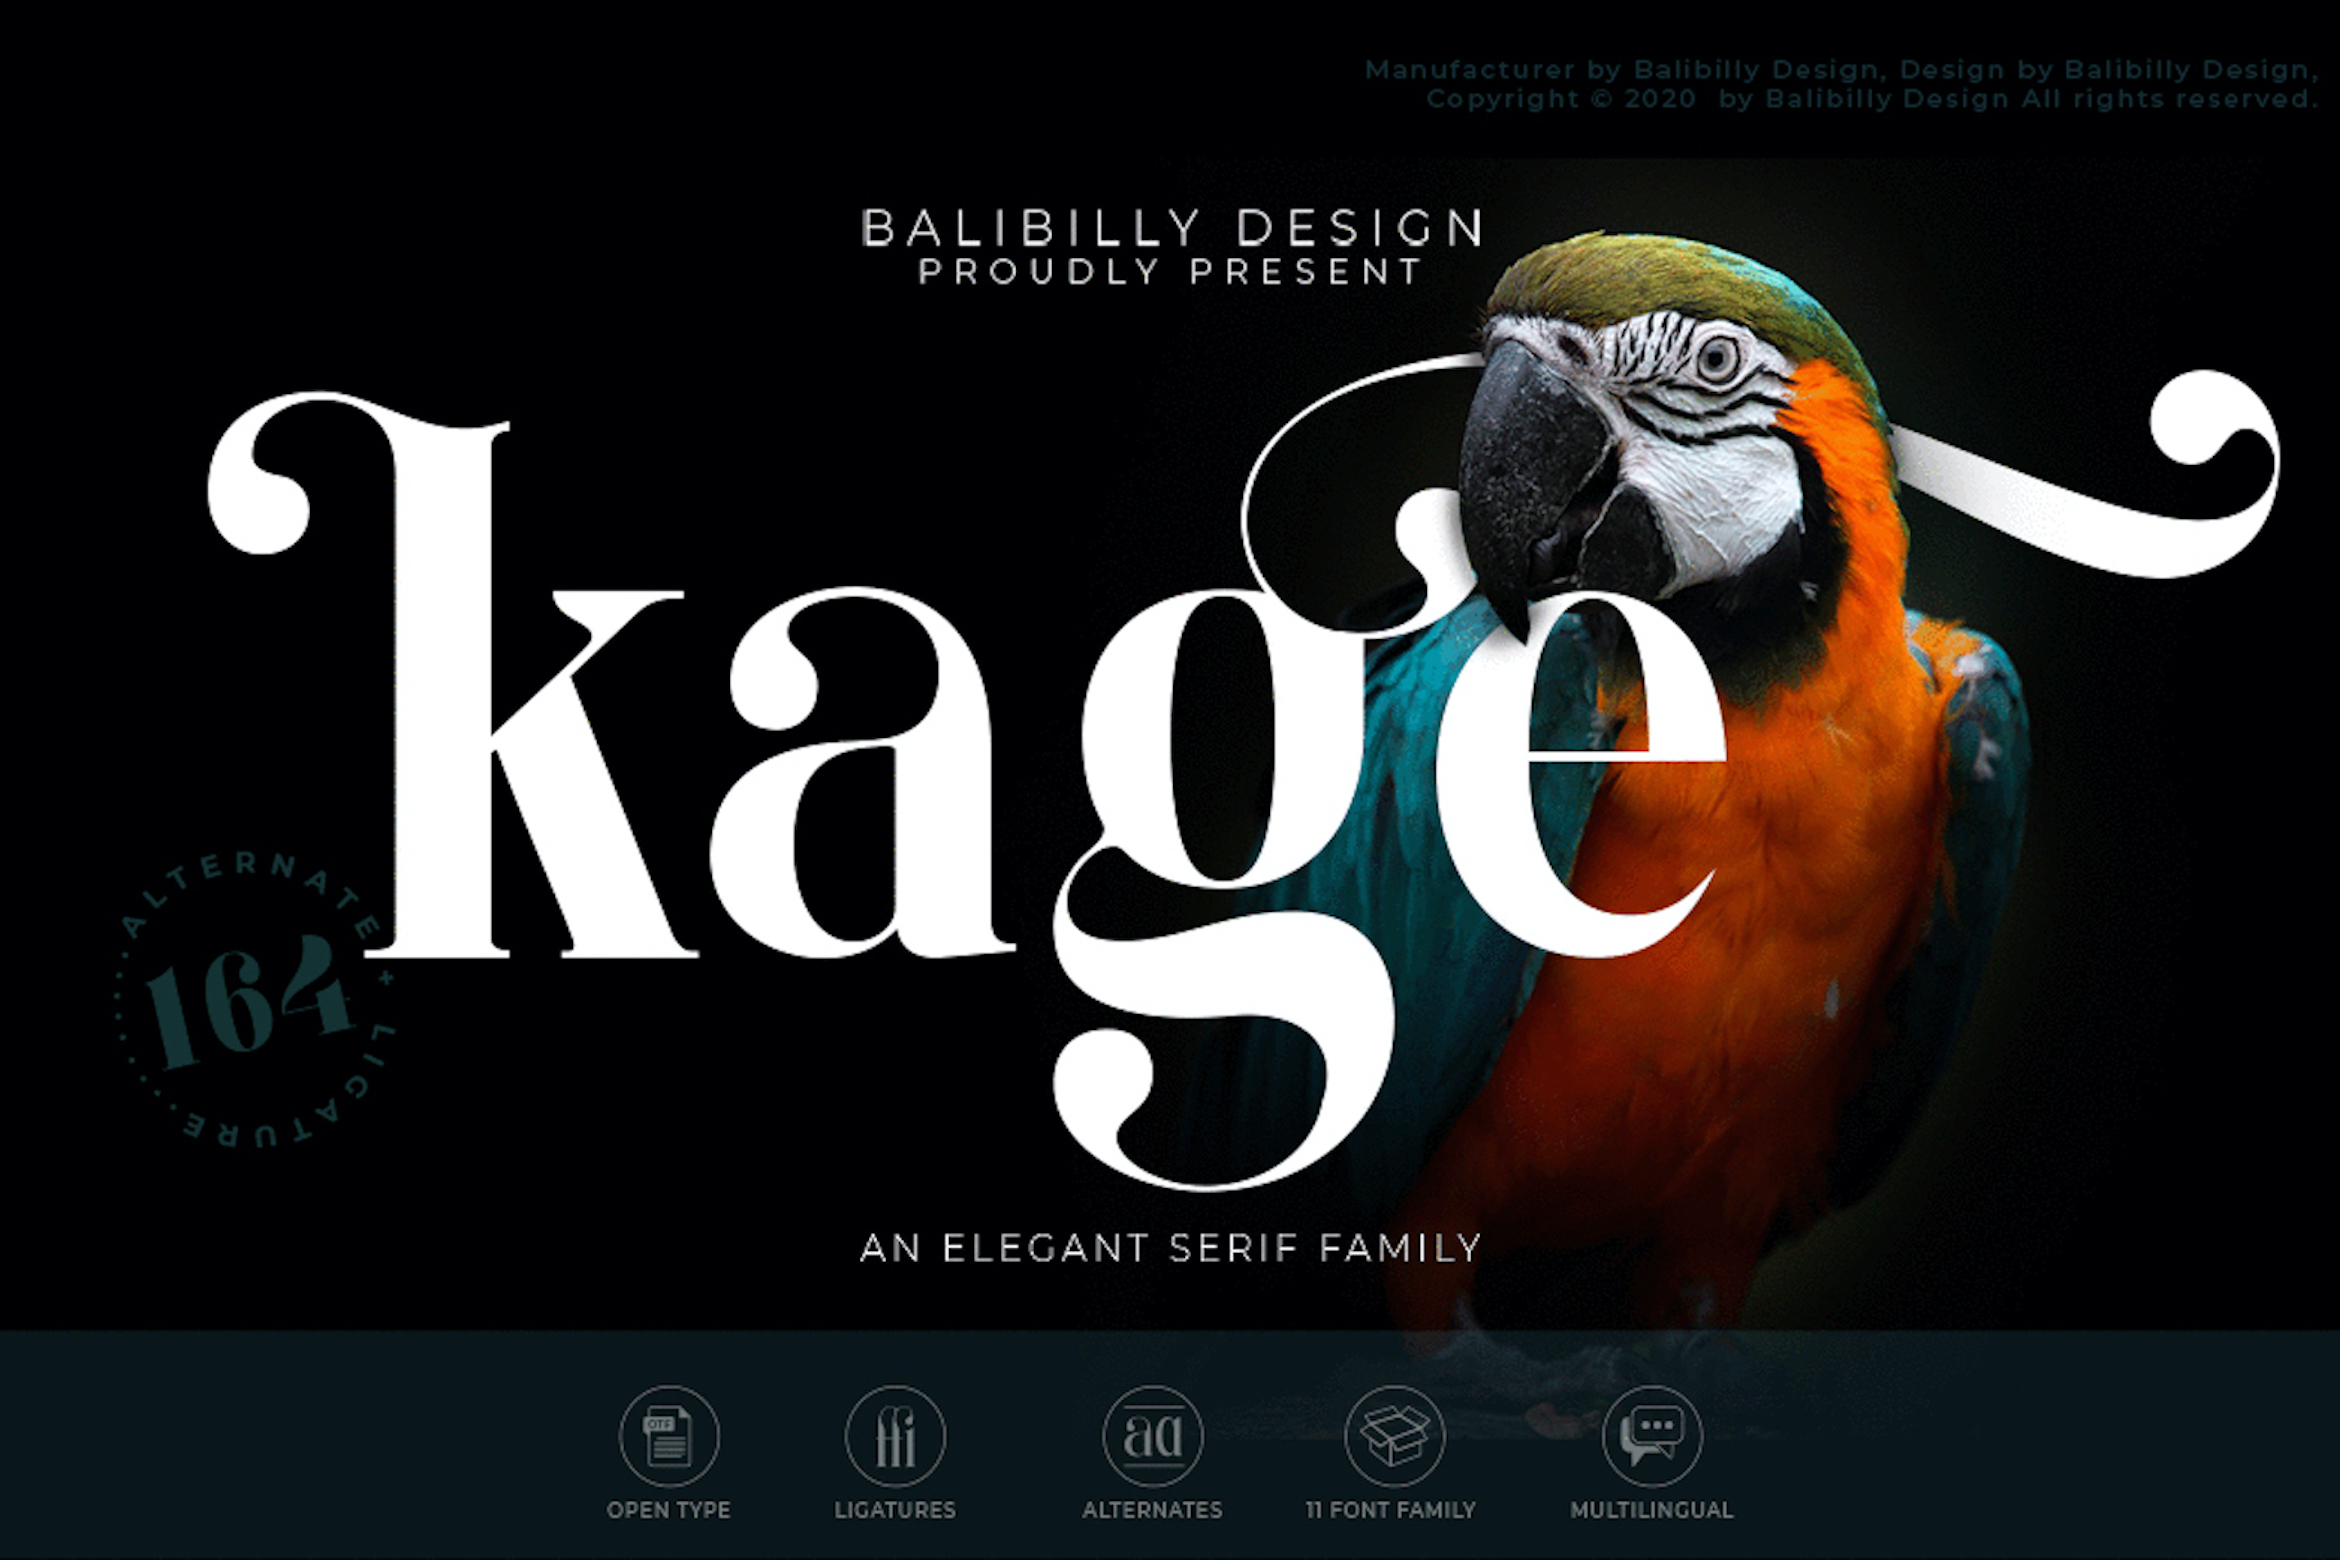 Manufacturer by Balibilly Design, Design by Balibilly Design,
Copyright © 2020 by Balibilly Design All rights reserved.
BALIBILLY DESIGN
PROUDLY PRESENT
kage
ALTERNATE + LIGATURE
164
AN ELEGANT SERIF FAMILY
OTF
ffi
aa
OPEN TYPE
LIGATURES
ALTERNATES
11 FONT FAMILY
MULTILINGUAL